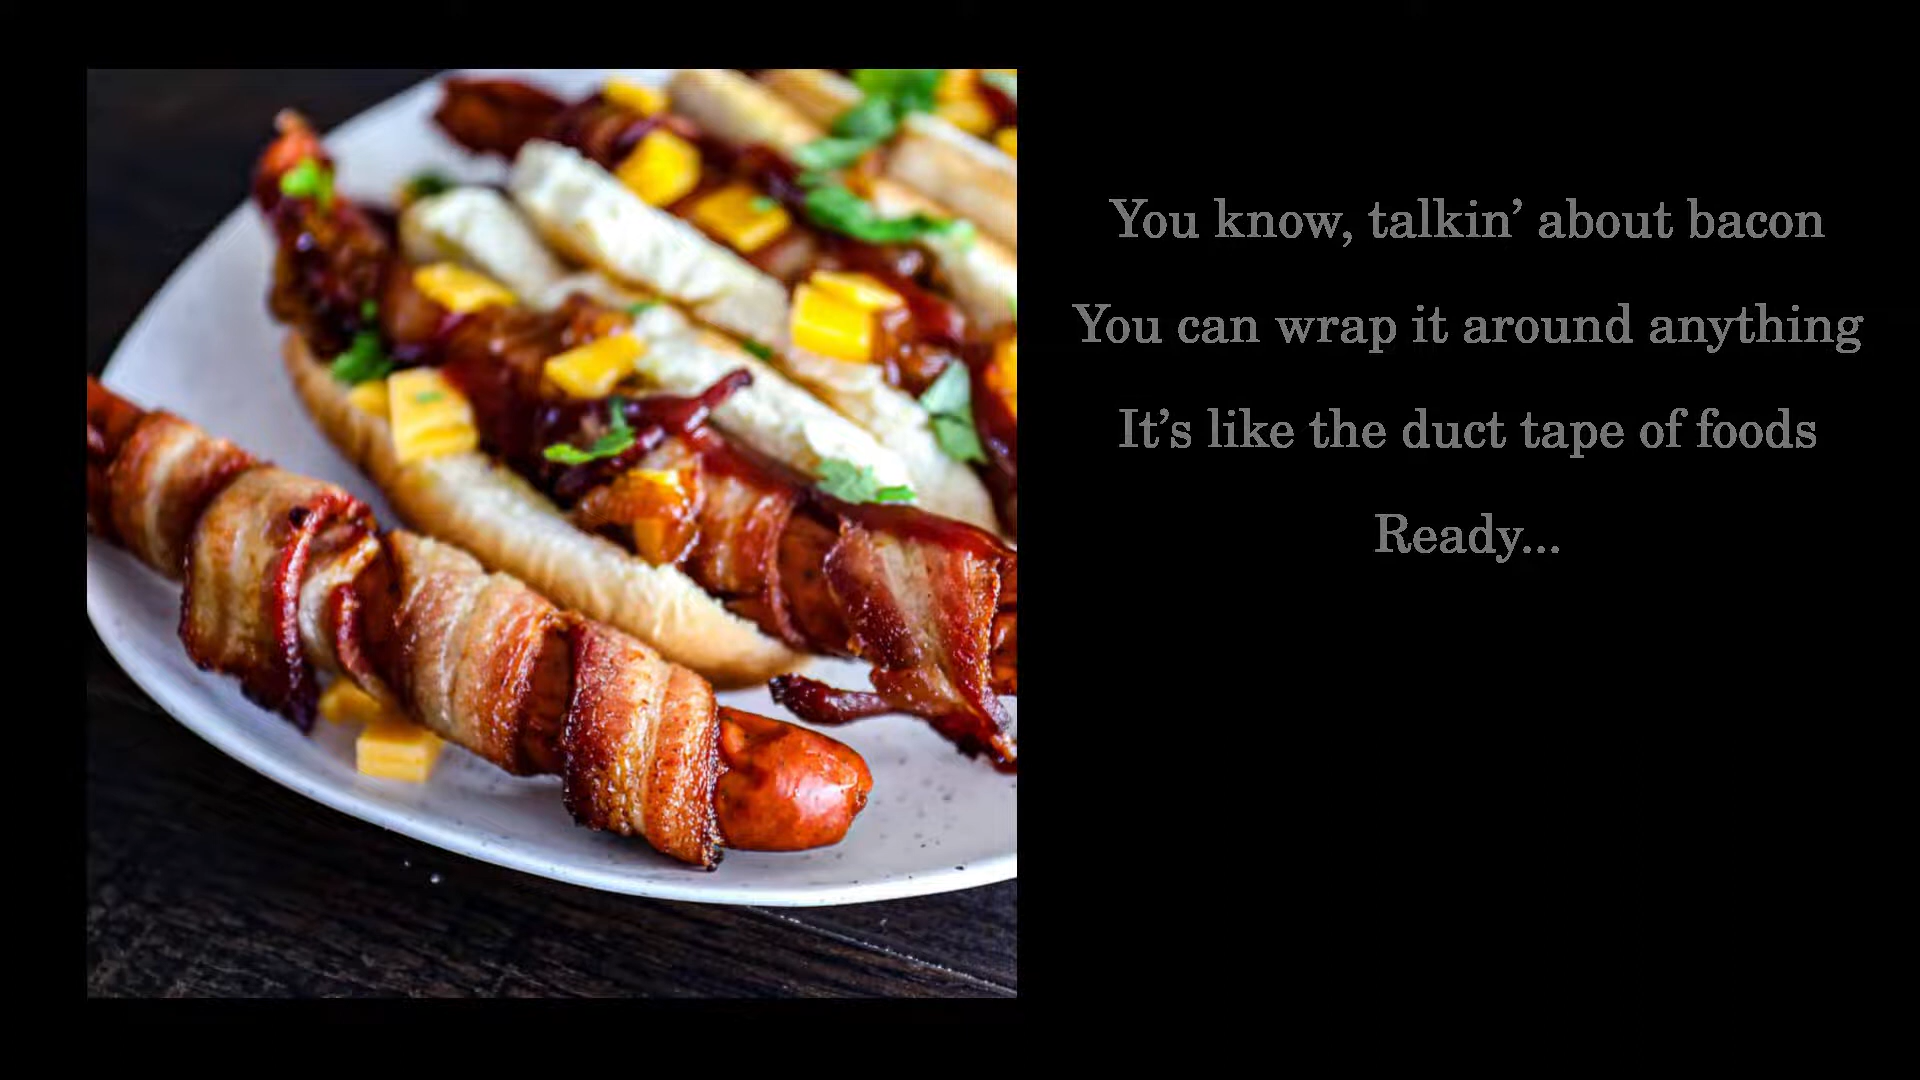 You know, talkin’ about bacon
You can wrap it around anything
It’s like the duct tape of foods
Ready...